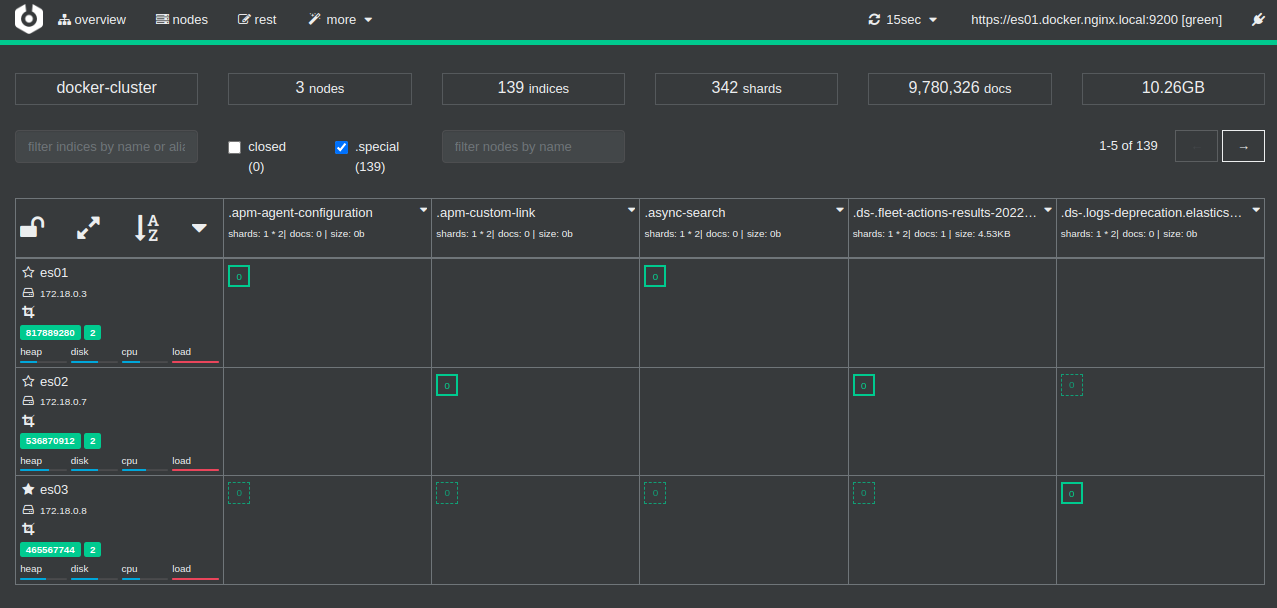 overview nodes rest more 15sec https://es01.docker.nginx.local:9200 [green]
docker-cluster 3 nodes 139 indices 342 shards 9,780,326 docs 10.26GB
filter indices by name or alia closed (0) .special (139) filter nodes by name 1-5 of 139 →
A Z .apm-agent-configuration .apm-custom-link .async-search .ds-.fleet-actions-results-2022... .ds-.logs-deprecation.elastics...
shards: 1 * 2| docs: 0 | size: 0b shards: 1 * 2| docs: 0 | size: 0b shards: 1 * 2| docs: 0 | size: 0b shards: 1 * 2| docs: 1 | size: 4.53KB shards: 1 * 2| docs: 0 | size: 0b
es01 0 0
172.18.0.3
817889280 2
heap disk cpu load
es02 0 0 0
172.18.0.7
536870912 2
heap disk cpu load
es03 0 0 0 0 0
172.18.0.8
465567744 2
heap disk cpu load